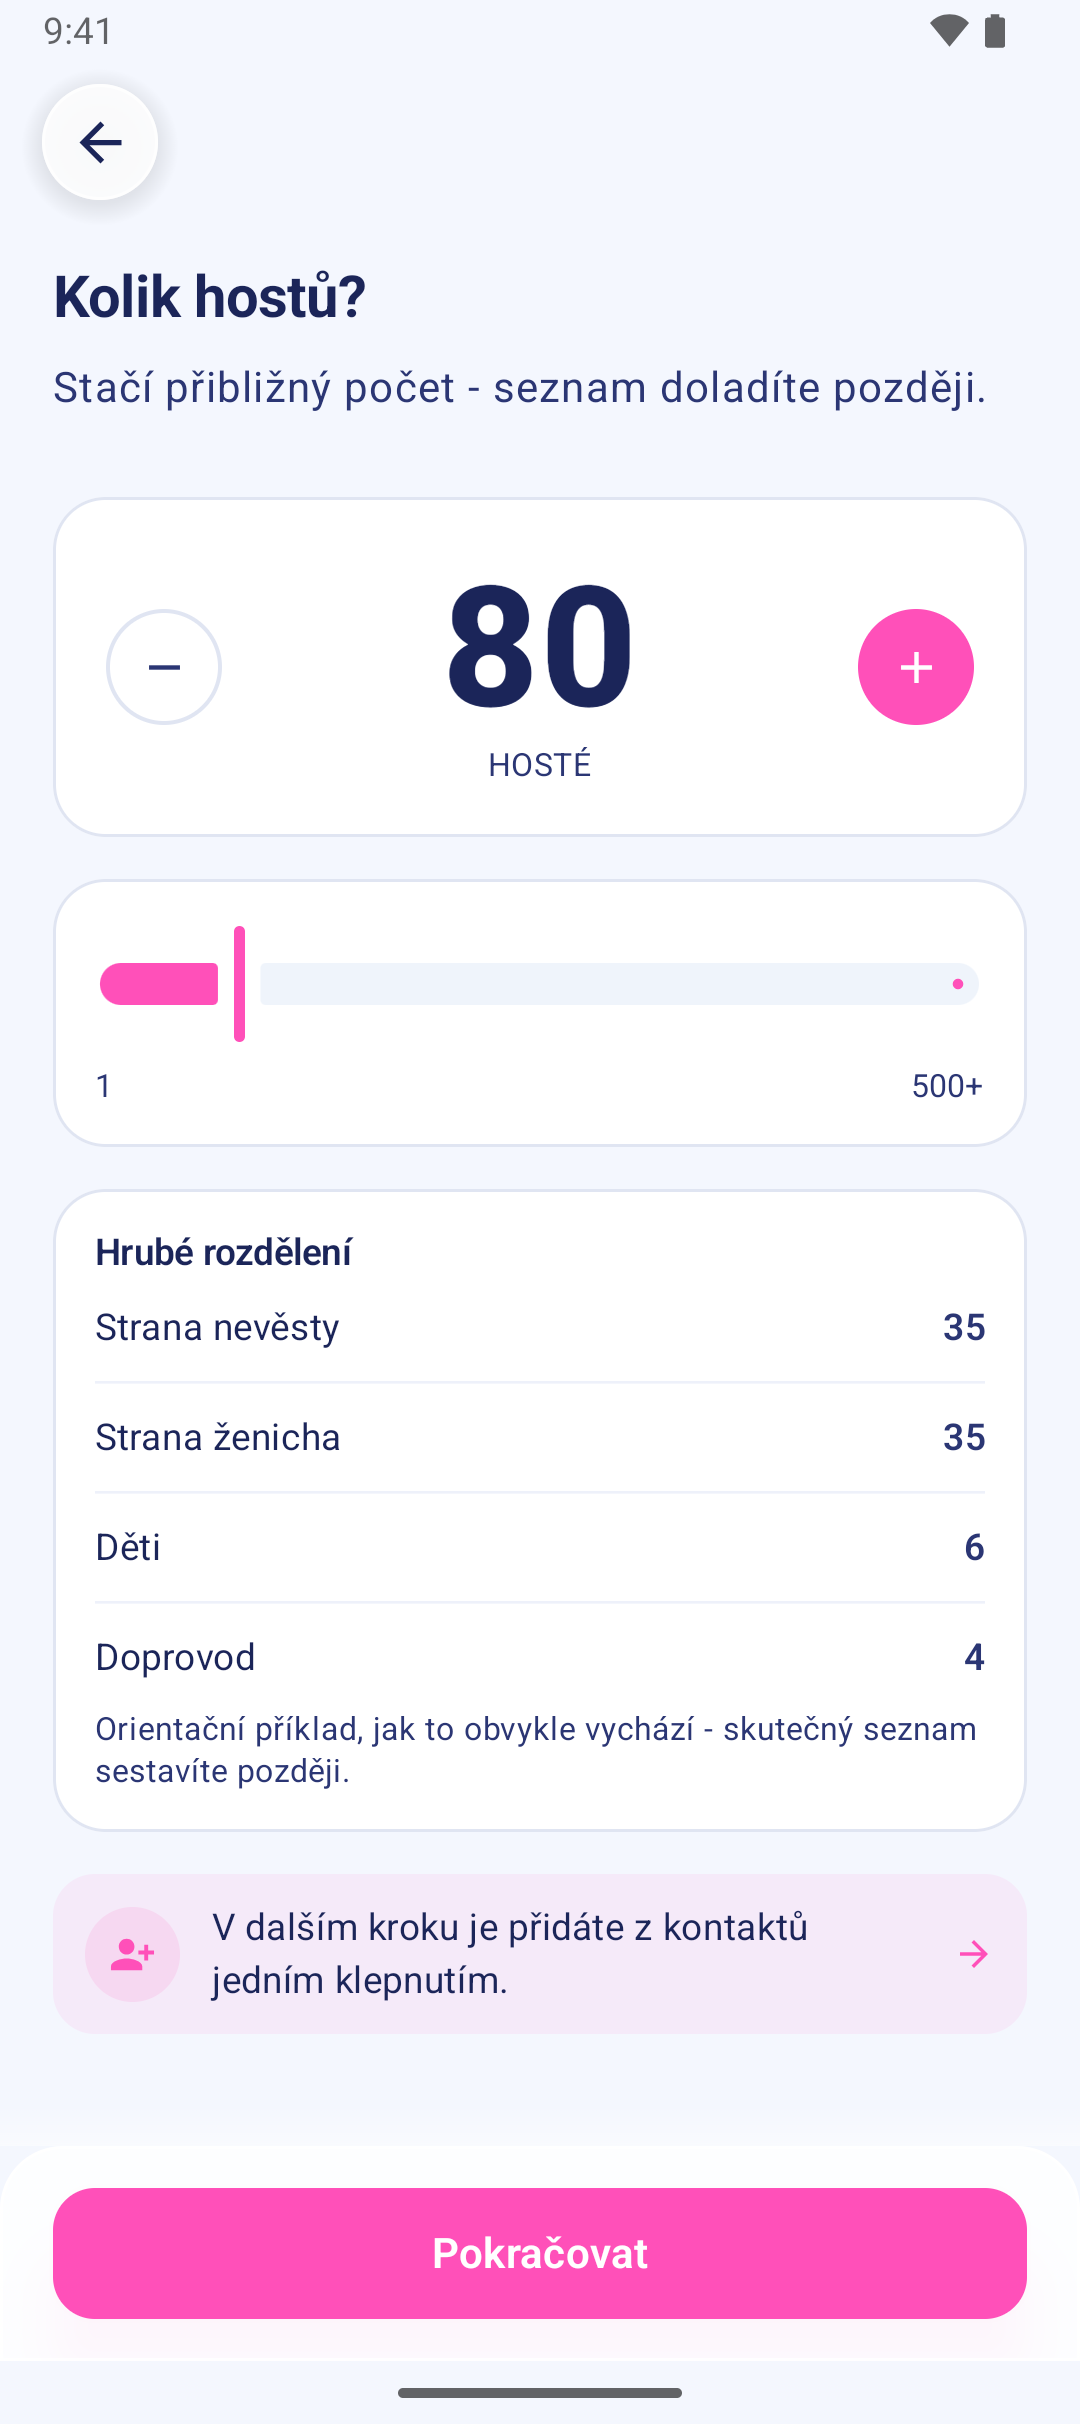 9:41
Kolik hostů?
Stačí přibližný počet - seznam doladíte později.
80
HOSTÉ
1
500+
Hrubé rozdělení
Strana nevěsty 35
Strana ženicha 35
Děti 6
Doprovod 4
Orientační příklad, jak to obvykle vychází - skutečný seznam
sestavíte později.
V dalším kroku je přidáte z kontaktů
jedním klepnutím.
Pokračovat